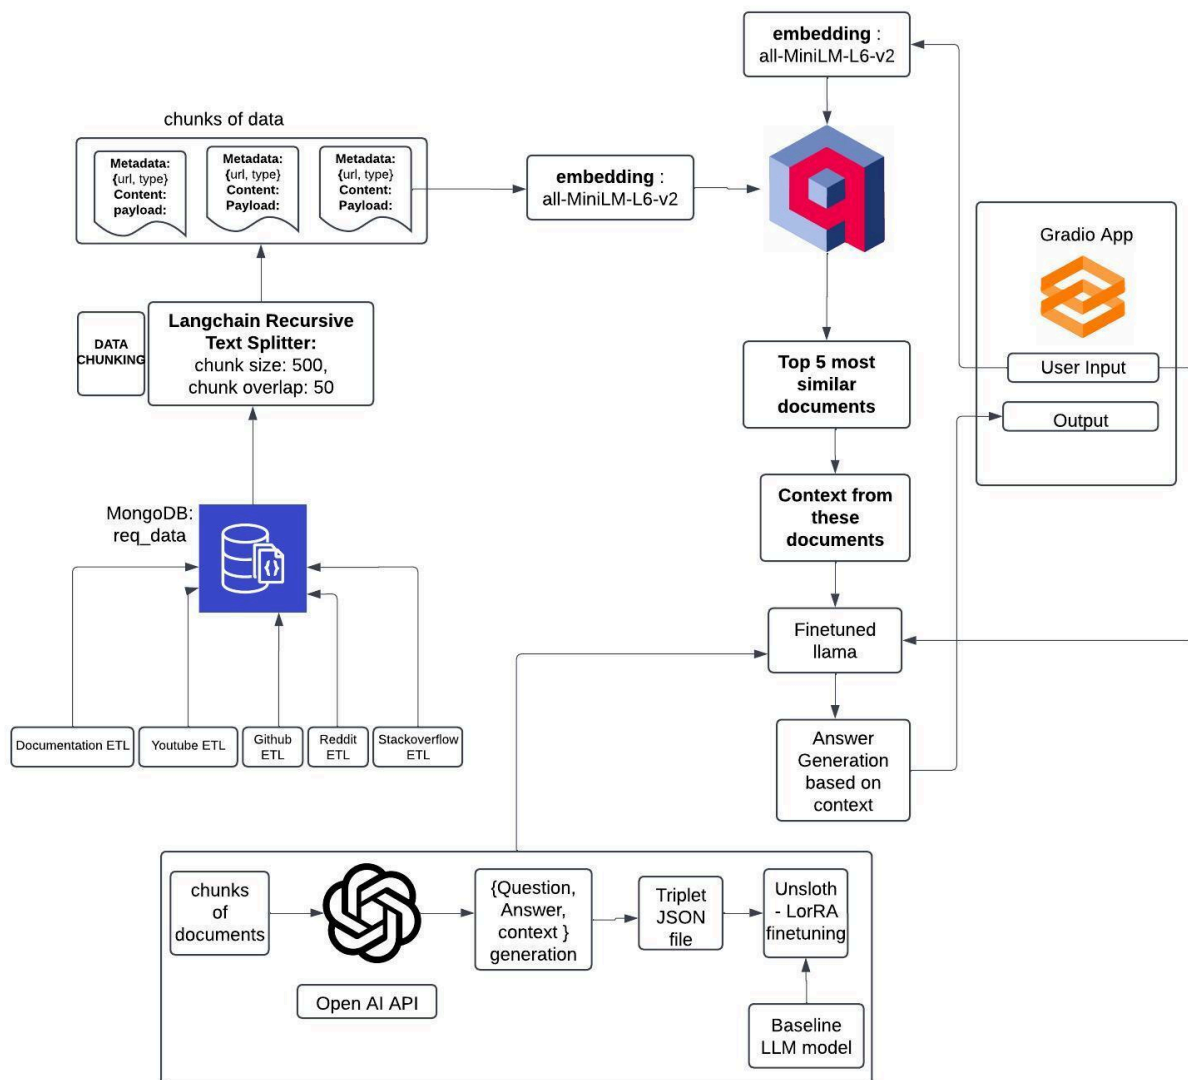 embedding :
all-MiniLM-L6-v2
chunks of data
Metadata:
{url, type}
Content:
payload:
Metadata:
{url, type}
Content:
Payload:
Metadata:
{url, type}
Content:
Payload:
embedding :
all-MiniLM-L6-v2
Gradio App
User Input
Output
DATA
CHUNKING
Langchain Recursive
Text Splitter:
chunk size: 500,
chunk overlap: 50
Top 5 most
similar
documents
Context from
these
documents
MongoDB:
req_data
Finetuned
llama
Documentation ETL
Youtube ETL
Github
ETL
Reddit
ETL
Stackoverflow
ETL
Answer
Generation
based on
context
chunks
of
documents
Open AI API
{Question,
Answer,
context }
generation
Triplet
JSON
file
Unsloth
- LorRA
finetuning
Baseline
LLM model